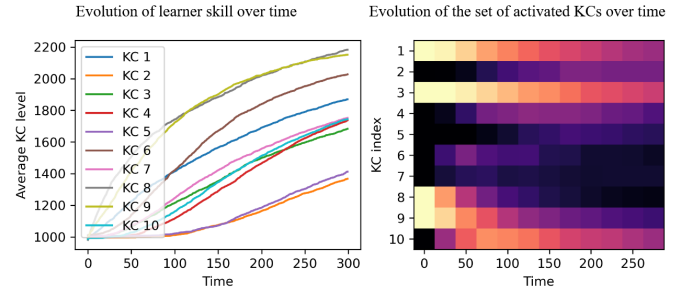 Evolution of learner skill over time
Evolution of the set of activated KCs over time
2200
2000
1800
1600
1400
1200
1000
Average KC level
KC 1
KC 2
KC 3
KC 4
KC 5
KC 6
KC 7
KC 8
KC 9
KC 10
0 50 100 150 200 250 300
Time
KC index
1
2
3
4
5
6
7
8
9
10
0 50 100 150 200 250
Time